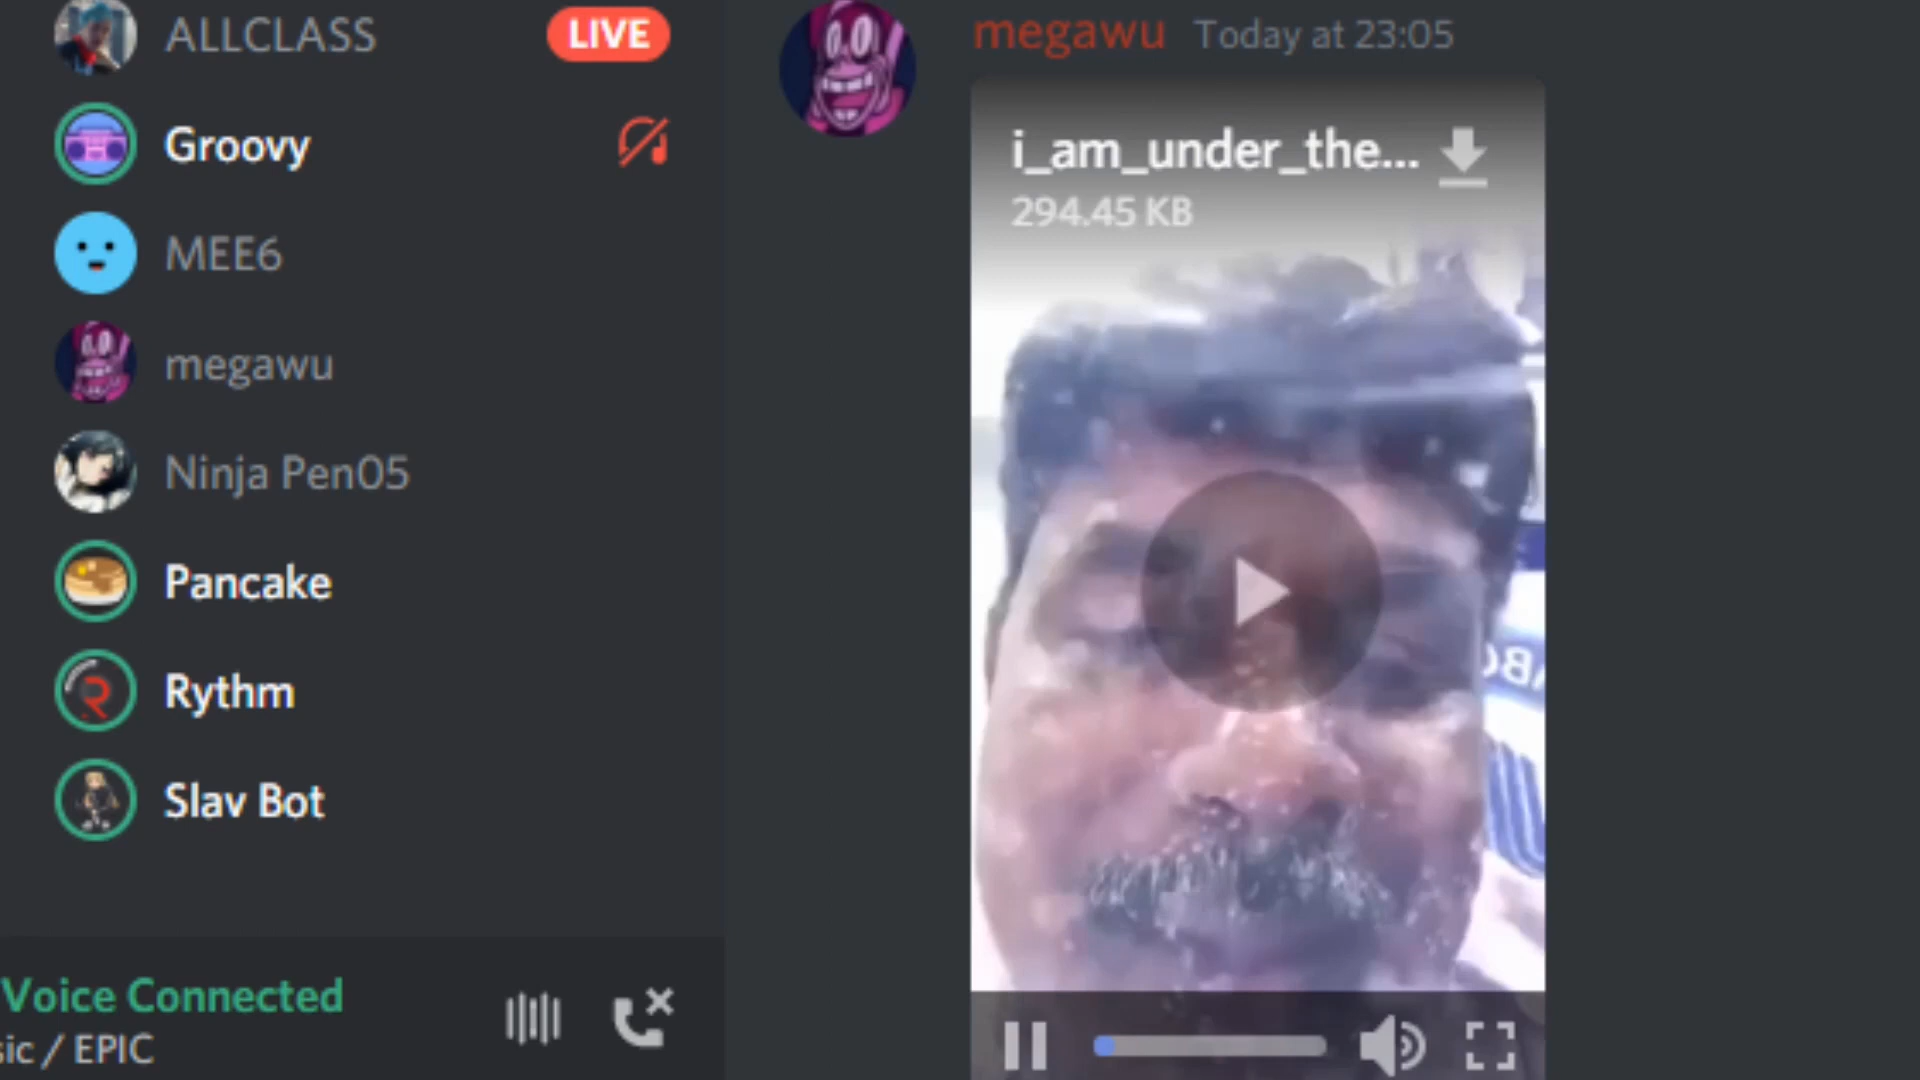 ALLCLASS
LIVE
Groovy
MEE6
megawu
Ninja Pen05
Pancake
Rythm
Slav Bot
Voice Connected
sic / EPIC
megawu Today at 23:05
i_am_under_the...
294.45 KB